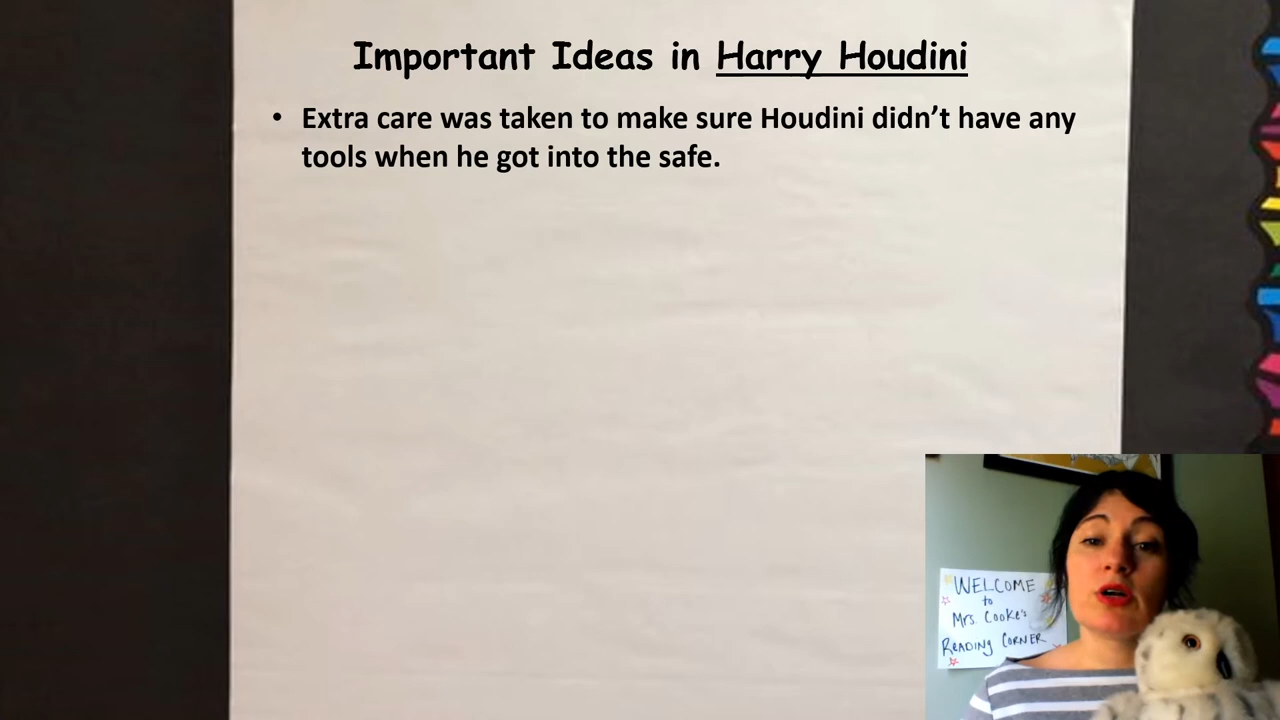 Important Ideas in Harry Houdini
• Extra care was taken to make sure Houdini didn’t have any
tools when he got into the safe.
WELCOME
to
Mrs. Cooke's
READING CORNER